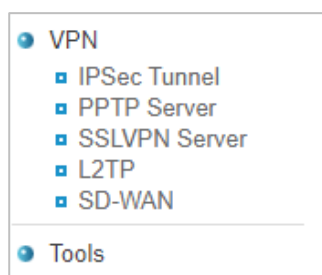 VPN
IPSec Tunnel
PPTP Server
SSLVPN Server
L2TP
SD-WAN
Tools